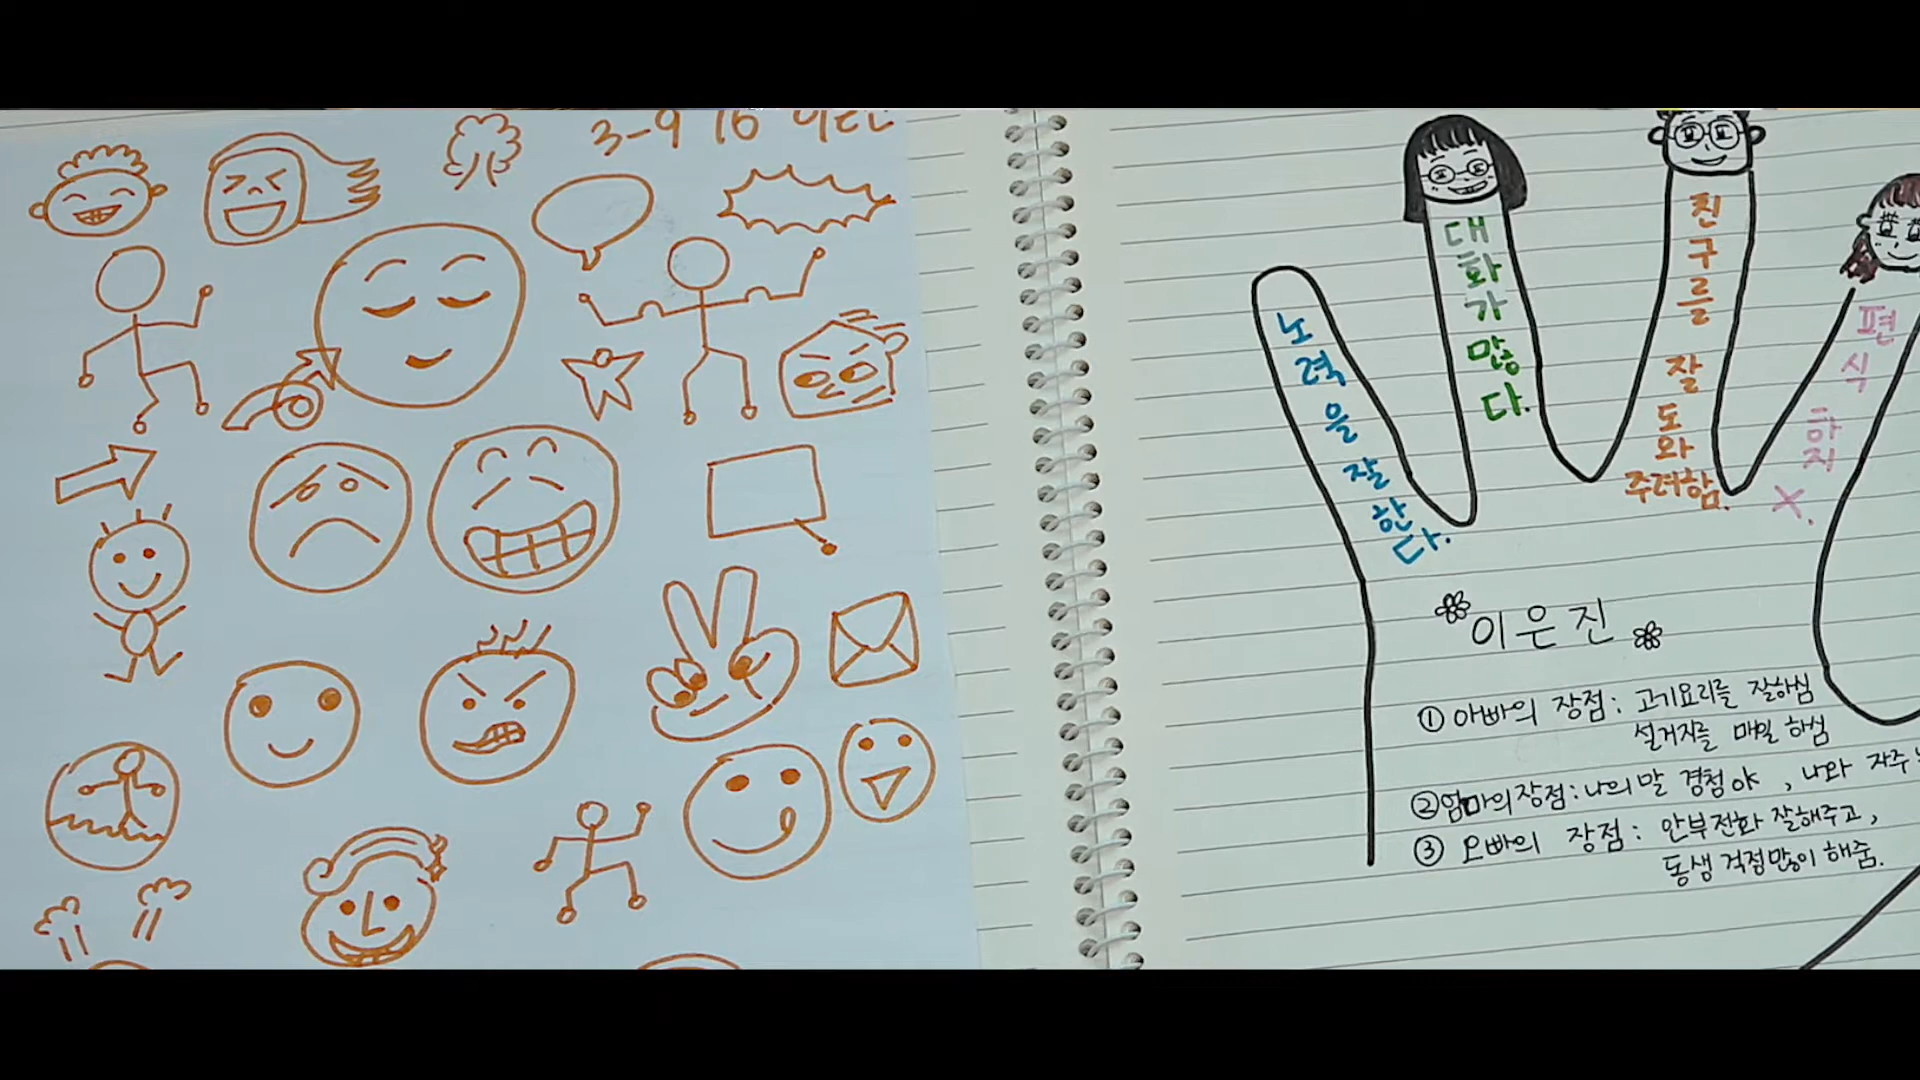 3-9 16
노력을 잘한다.
대화가 많다.
친구를 잘 도와주려함.
편식하지 X.
이은진
① 아빠의 장점: 고기요리를 잘하심
설거지를 매일 하심
② 엄마의 장점: 나의 말 경청야, 나와 자주
③ 오빠의 장점: 안부전화 잘해주고,
동생 걱정많이 해줌.